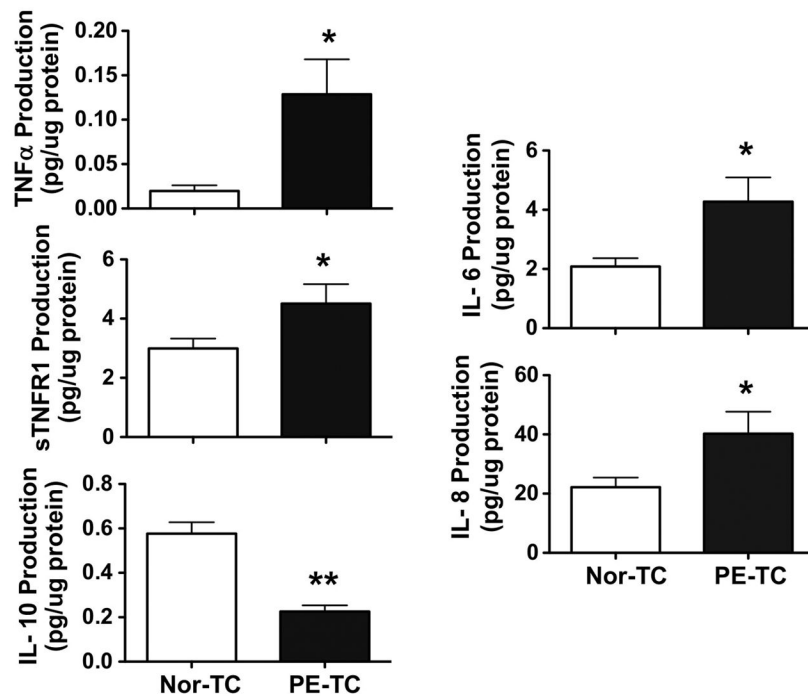 TNFα Production
(pg/ug protein)
0.20
0.15
0.10
0.05
0.00
*
sTNFR1 Production
(pg/ug protein)
6
4
2
0
*
IL- 10 Production
(pg/ug protein)
0.8
0.6
0.4
0.2
0.0
**
Nor-TC PE-TC
IL- 6 Production
(pg/ug protein)
6
4
2
0
*
IL- 8 Production
(pg/ug protein)
60
40
20
0
*
Nor-TC PE-TC